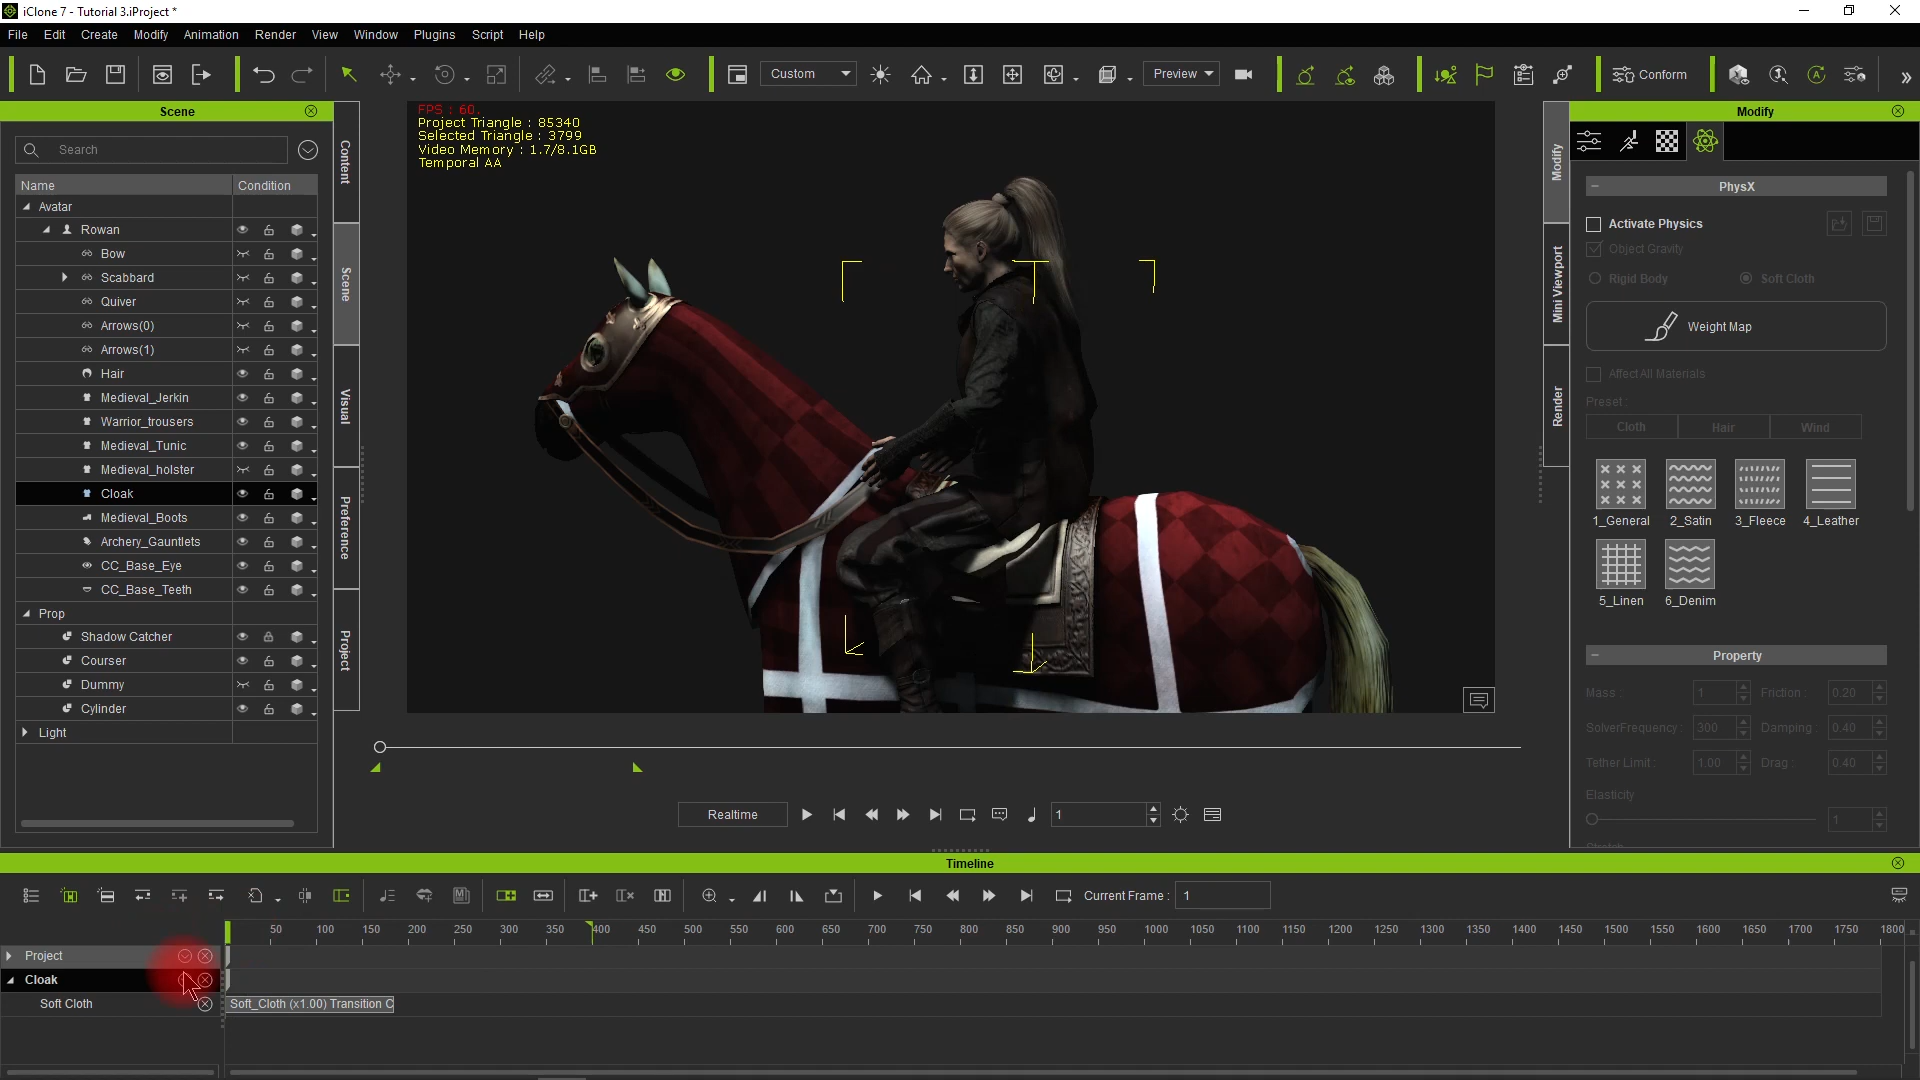 iClone 7 - Tutorial 3.iProject *
File Edit Create Modify Animation Render View Window Plugins Script Help
Custom Preview Conform
Scene
Search
Name Condition
Avatar
Rowan
Bow
Scabbard
Quiver
Arrows(0)
Arrows(1)
Hair
Medieval_Jerkin
Warrior_trousers
Medieval_Tunic
Medieval_holster
Cloak
Medieval_Boots
Archery_Gauntlets
CC_Base_Eye
CC_Base_Teeth
Prop
Shadow Catcher
Courser
Dummy
Cylinder
Light
Content
Scene
Visual
Preference
Project
FPS : 60.
Project Triangle : 85340
Selected Triangle : 3799
Video Memory : 1.7/8.1GB
Temporal AA
Realtime 1
Modify
Mini Viewport
Render
Modify
PhysX
Activate Physics
Object Gravity
Rigid Body Soft Cloth
Weight Map
Affect All Materials
Preset :
Cloth Hair Wind
1_General 2_Satin 3_Fleece 4_Leather
5_Linen 6_Denim
Property
Mass : 1 Friction : 0.20
SolverFrequency : 300 Damping : 0.40
Tether Limit : 1.00 Drag : 0.40
Elasticity
1
Timeline
Current Frame : 1
50 100 150 200 250 300 350 400 450 500 550 600 650 700 750 800 850 900 950 1000 1050 1100 1150 1200 1250 1300 1350 1400 1450 1500 1550 1600 1650 1700 1750 1800
Project
Cloak
Soft Cloth Soft_Cloth (x1.00) Transition C